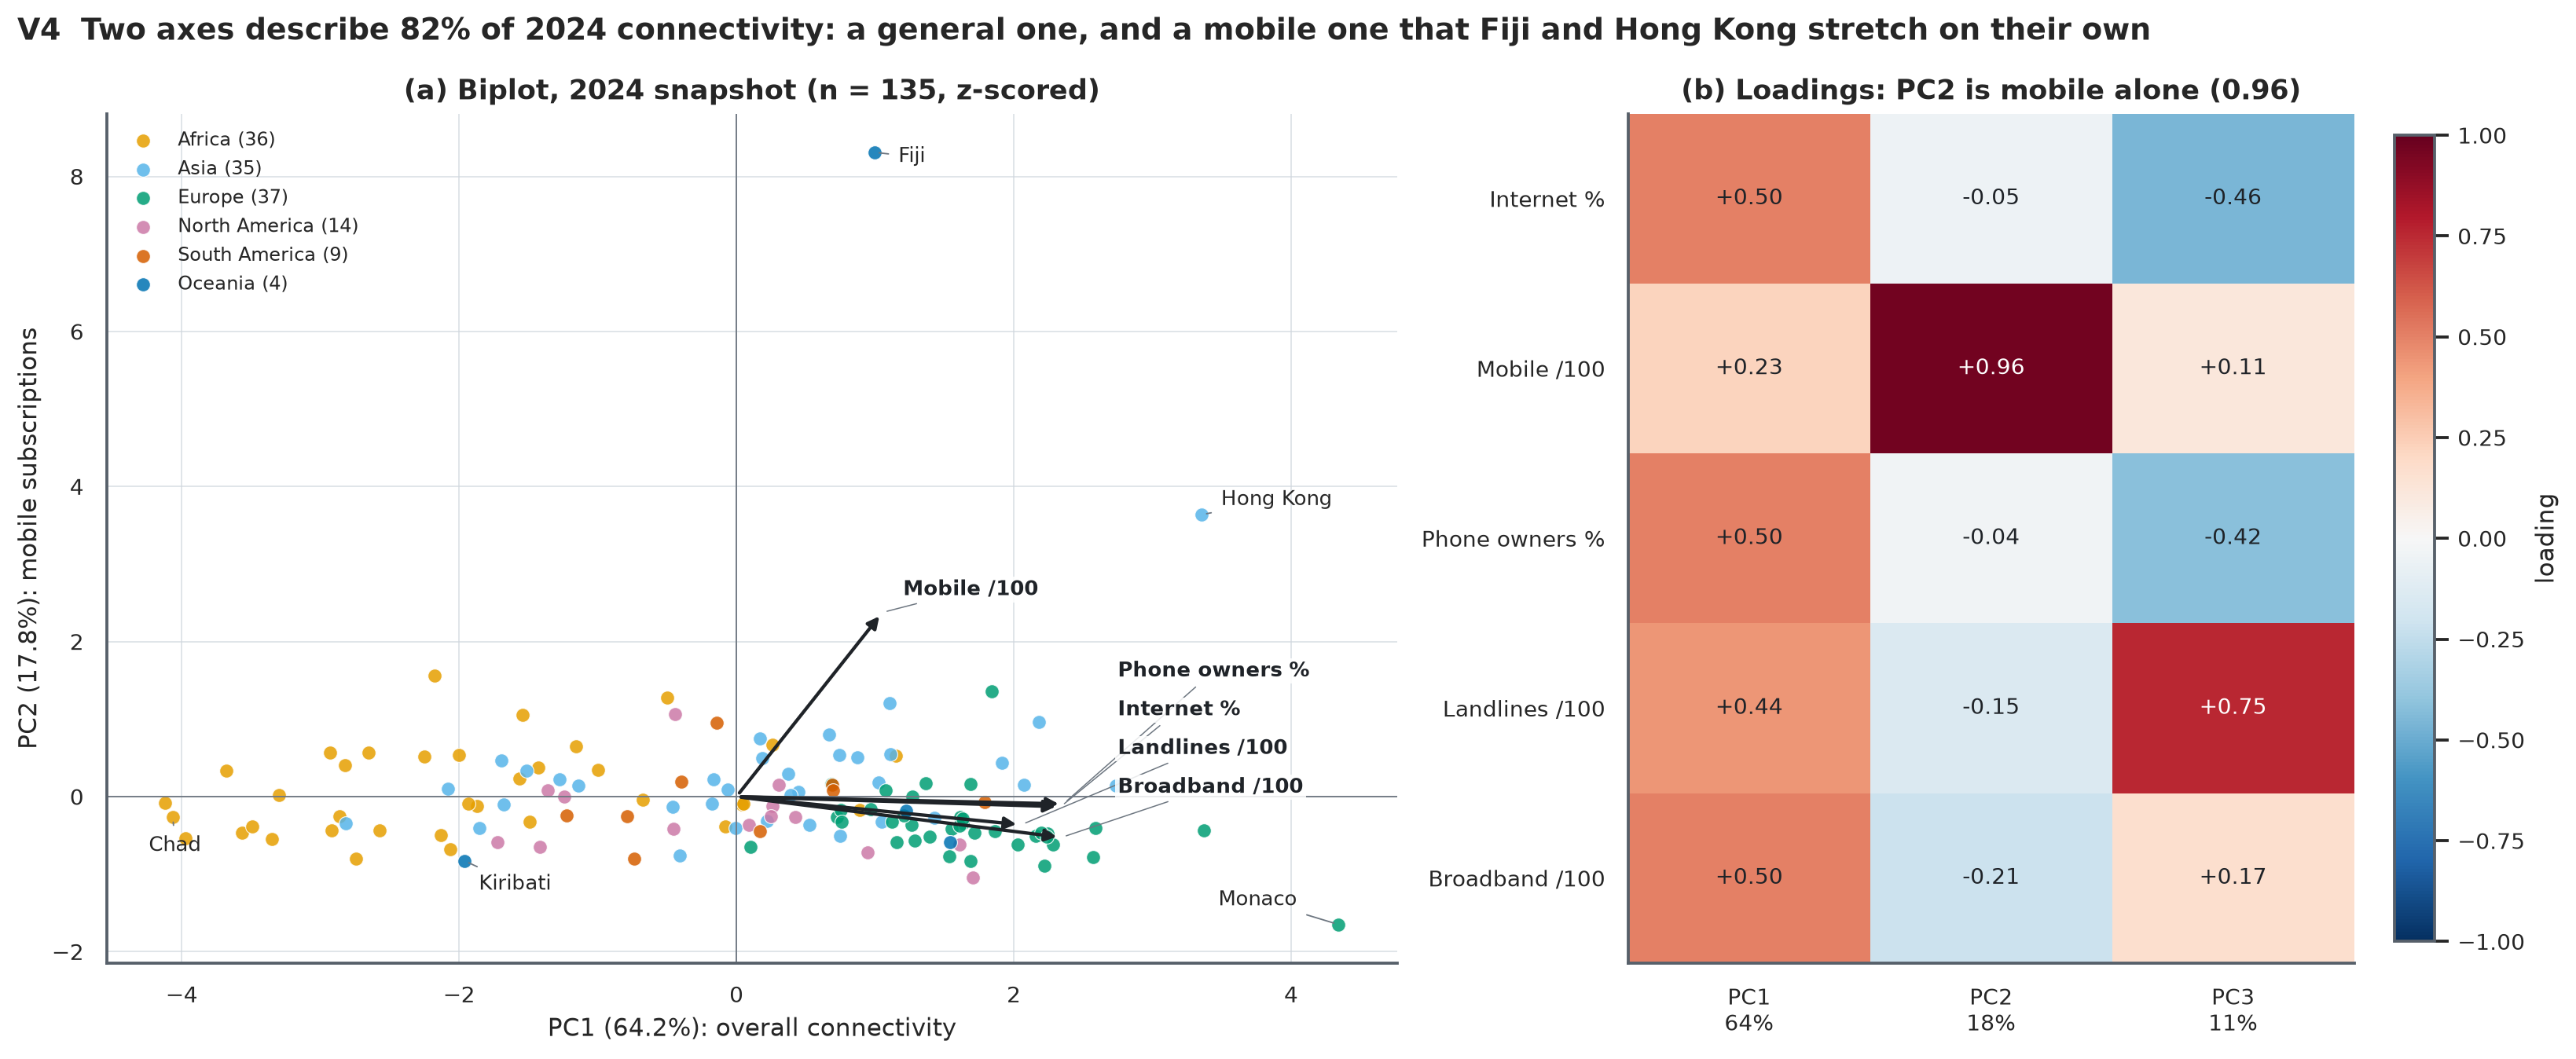 V4  Two axes describe 82% of 2024 connectivity: a general one, and a mobile one that Fiji and Hong Kong stretch on their own
(a) Biplot, 2024 snapshot (n = 135, z-scored)
Africa (36)
Asia (35)
Europe (37)
North America (14)
South America (9)
Oceania (4)
Fiji
Hong Kong
Mobile /100
Phone owners %
Internet %
Landlines /100
Broadband /100
Chad
Kiribati
Monaco
8
6
4
2
0
−2
PC2 (17.8%): mobile subscriptions
−4
−2
0
2
4
PC1 (64.2%): overall connectivity
(b) Loadings: PC2 is mobile alone (0.96)
Internet %
+0.50
-0.05
-0.46
Mobile /100
+0.23
+0.96
+0.11
Phone owners %
+0.50
-0.04
-0.42
Landlines /100
+0.44
-0.15
+0.75
Broadband /100
+0.50
-0.21
+0.17
PC1
64%
PC2
18%
PC3
11%
1.00
0.75
0.50
0.25
0.00
−0.25
−0.50
−0.75
−1.00
loading